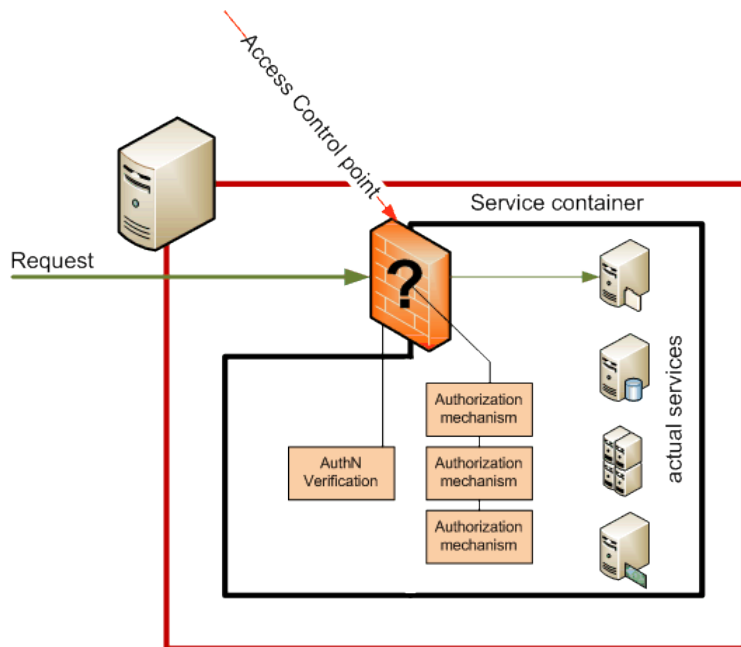 Access Control point
Service container
Request
?
Authorization
mechanism
AuthN
Verification
Authorization
mechanism
Authorization
mechanism
actual services